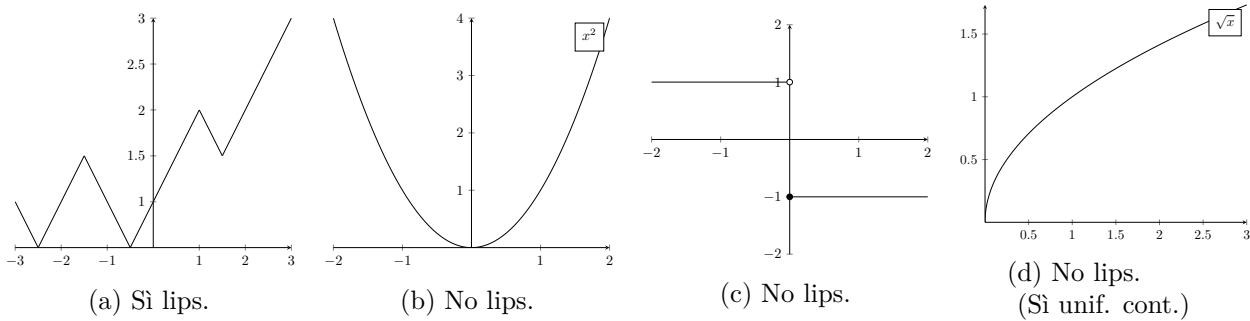 3
2.5
2
1.5
1
−3 −2 −1 1 2 3
(a) Sì lips.
4
x²
3
2
1
−2 −1 1 2
(b) No lips.
2
1
−2 −1 1 2
−1
−2
(c) No lips.
√x
1.5
1
0.5
0.5 1 1.5 2 2.5 3
(d) No lips.
(Sì unif. cont.)